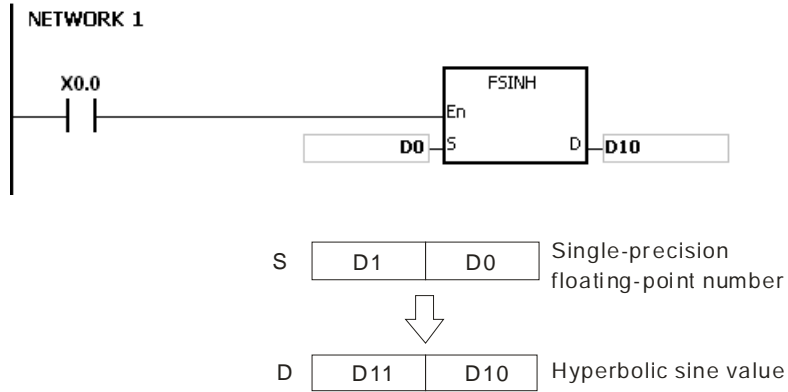 NETWORK 1
X0.0
FSINH
En
D0 S D D10
S D1 D0 Single-precision
floating-point number
D D11 D10 Hyperbolic sine value